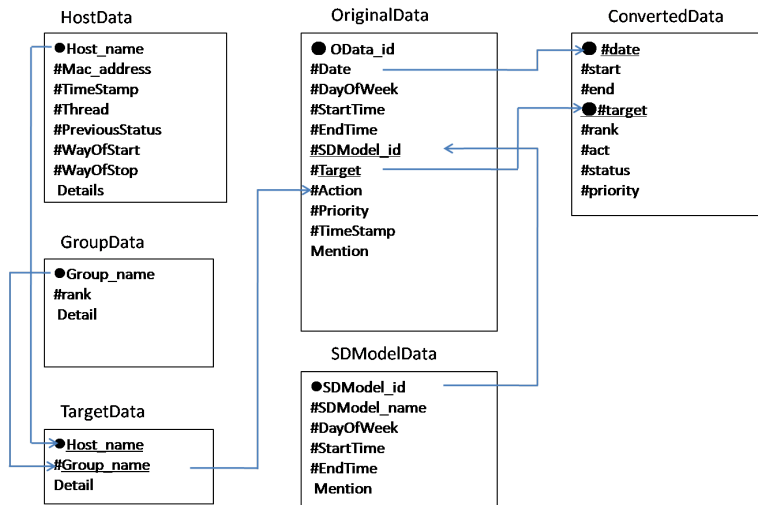 HostData
●Host_name
#Mac_address
#TimeStamp
#Thread
#PreviousStatus
#WayOfStart
#WayOfStop
Details
GroupData
●Group_name
#rank
Detail
TargetData
●Host_name
#Group_name
Detail
OriginalData
● OData_id
#Date
#DayOfWeek
#StartTime
#EndTime
#SDModel_id
#Target
#Action
#Priority
#TimeStamp
Mention
SDModelData
●SDModel_id
#SDModel_name
#DayOfWeek
#StartTime
#EndTime
Mention
ConvertedData
● #date
#start
#end
●#target
#rank
#act
#status
#priority